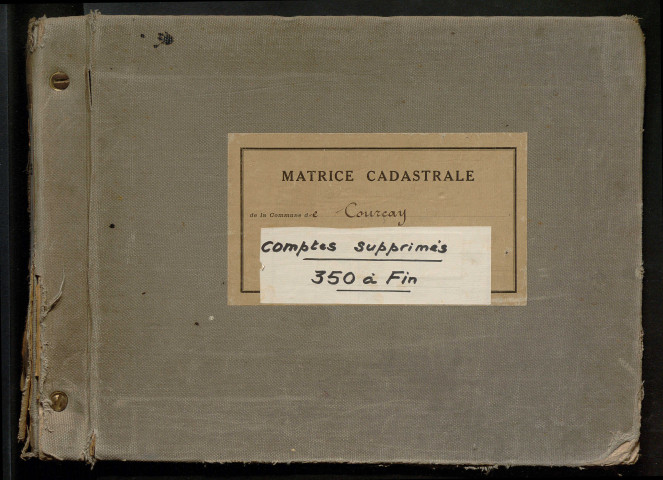 MATRICE CADASTRALE
de la Commune de Courçay
Comptes supprimés
350 à Fin